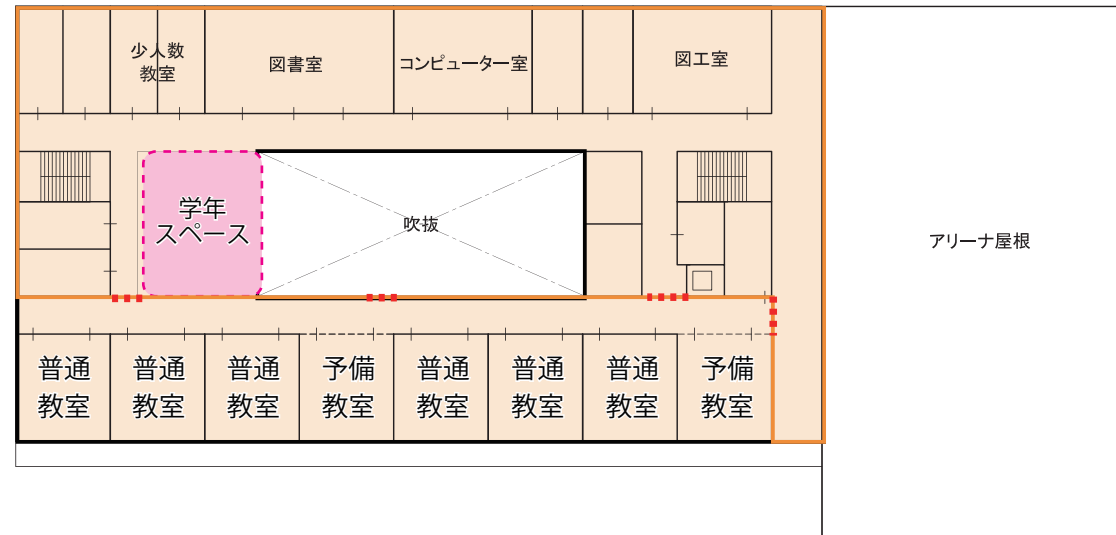 少人数
教室
図書室
コンピューター室
図工室
学年
スペース
吹抜
アリーナ屋根
普通
教室
普通
教室
普通
教室
予備
教室
普通
教室
普通
教室
普通
教室
予備
教室